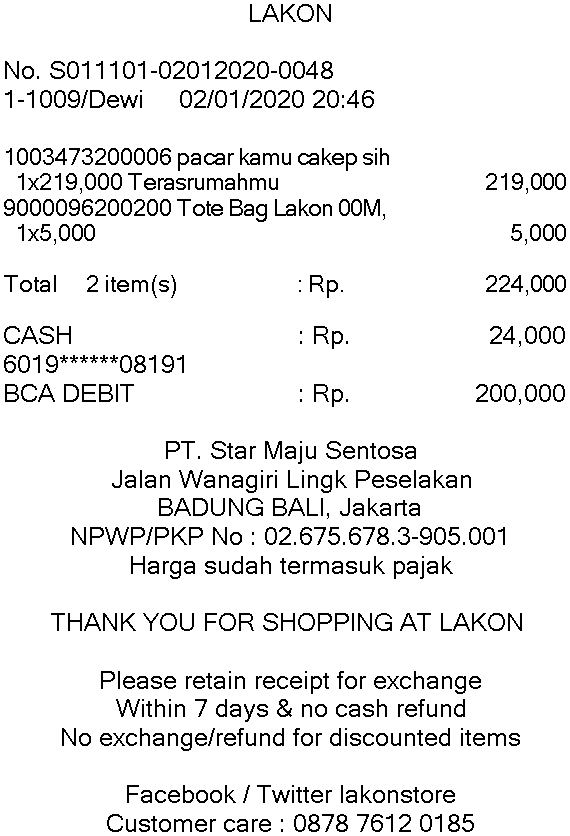 LAKON
No. S011101-02012020-0048
1-1009/Dewi 02/01/2020 20:46
1003473200006 pacar kamu cakep sih
1x219,000 Terasrumahmu 219,000
9000096200200 Tote Bag Lakon 00M,
1x5,000 5,000
Total 2 item(s) : Rp. 224,000
CASH : Rp. 24,000
6019******08191
BCA DEBIT : Rp. 200,000
PT. Star Maju Sentosa
Jalan Wanagiri Lingk Peselakan
BADUNG BALI, Jakarta
NPWP/PKP No : 02.675.678.3-905.001
Harga sudah termasuk pajak
THANK YOU FOR SHOPPING AT LAKON
Please retain receipt for exchange
Within 7 days & no cash refund
No exchange/refund for discounted items
Facebook / Twitter lakonstore
Customer care : 0878 7612 0185